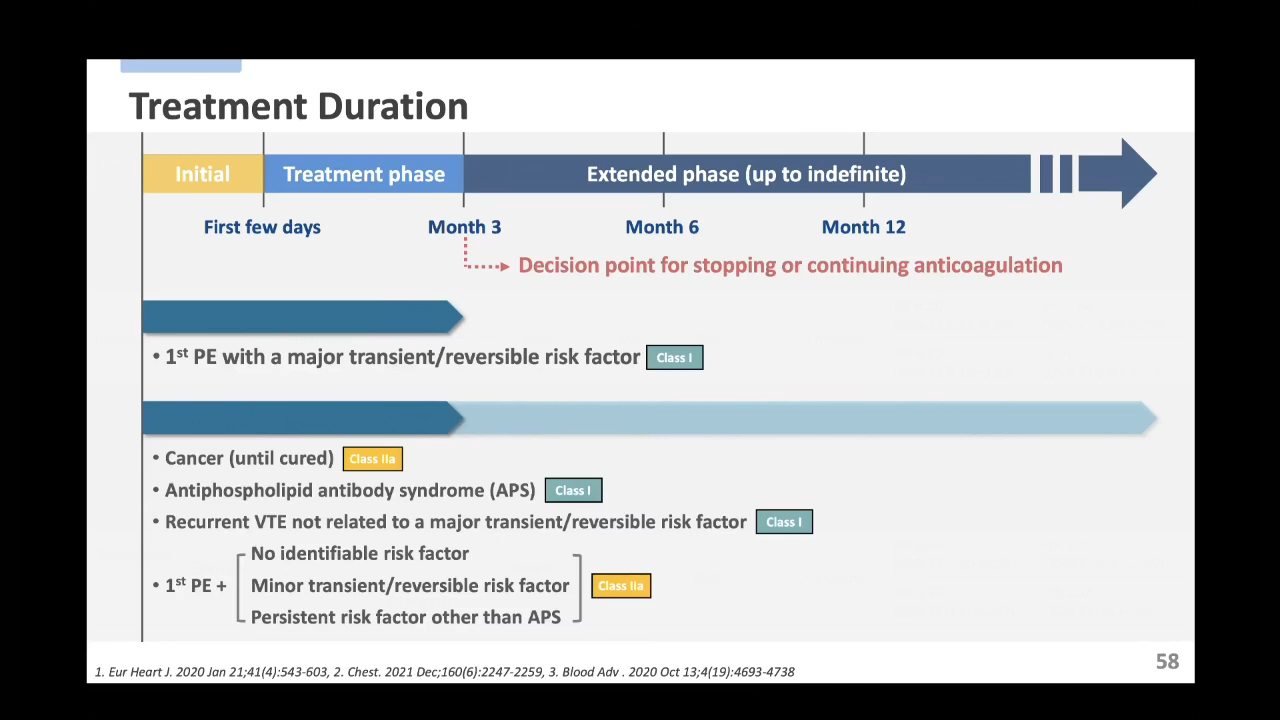 Treatment Duration
Initial
Treatment phase
Extended phase (up to indefinite)
First few days
Month 3
Month 6
Month 12
Decision point for stopping or continuing anticoagulation
• 1st PE with a major transient/reversible risk factor Class I
• Cancer (until cured) Class IIa
• Antiphospholipid antibody syndrome (APS) Class I
• Recurrent VTE not related to a major transient/reversible risk factor Class I
No identifiable risk factor
• 1st PE + Minor transient/reversible risk factor Class IIa
Persistent risk factor other than APS
58
1. Eur Heart J. 2020 Jan 21;41(4):543-603, 2. Chest. 2021 Dec;160(6):2247-2259, 3. Blood Adv . 2020 Oct 13;4(19):4693-4738